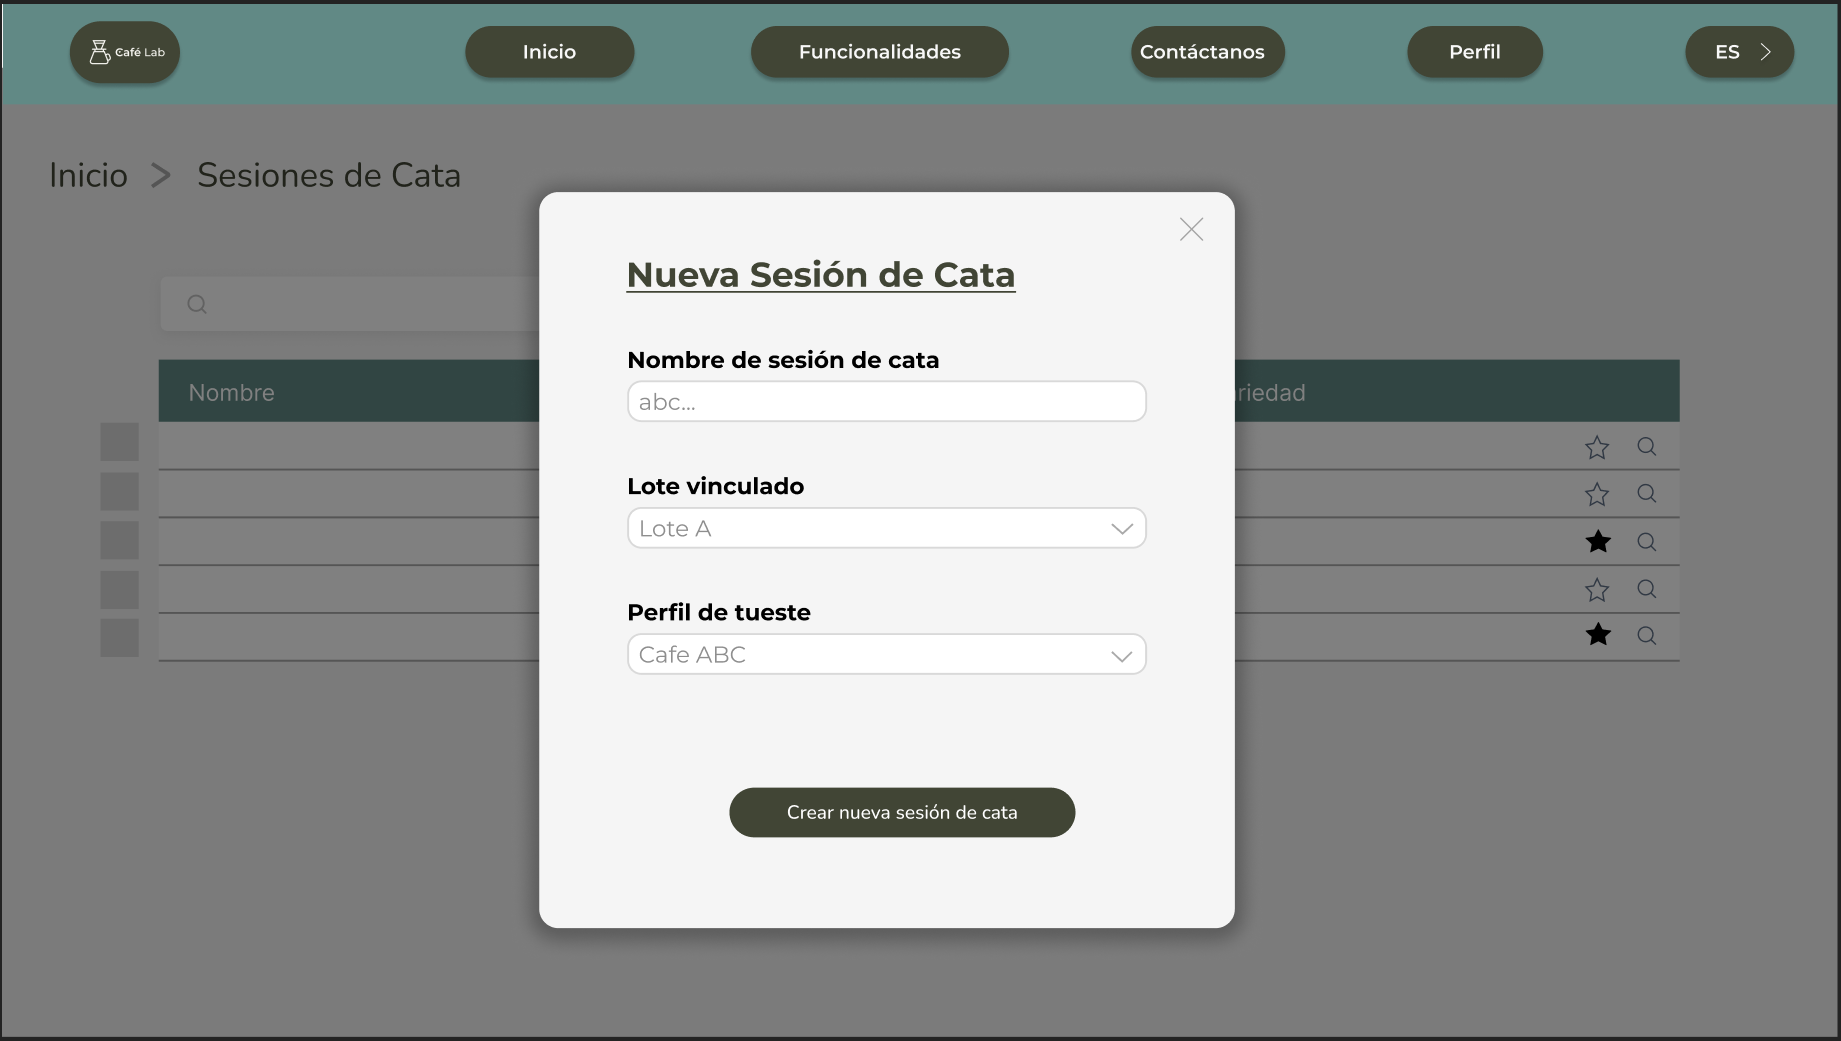 Café Lab
Inicio
Funcionalidades
Contáctanos
Perfil
ES
Inicio > Sesiones de Cata
Nueva Sesión de Cata
Nombre de sesión de cata
abc...
Lote vinculado
Lote A
Perfil de tueste
Cafe ABC
Crear nueva sesión de cata
Nombre
riedad